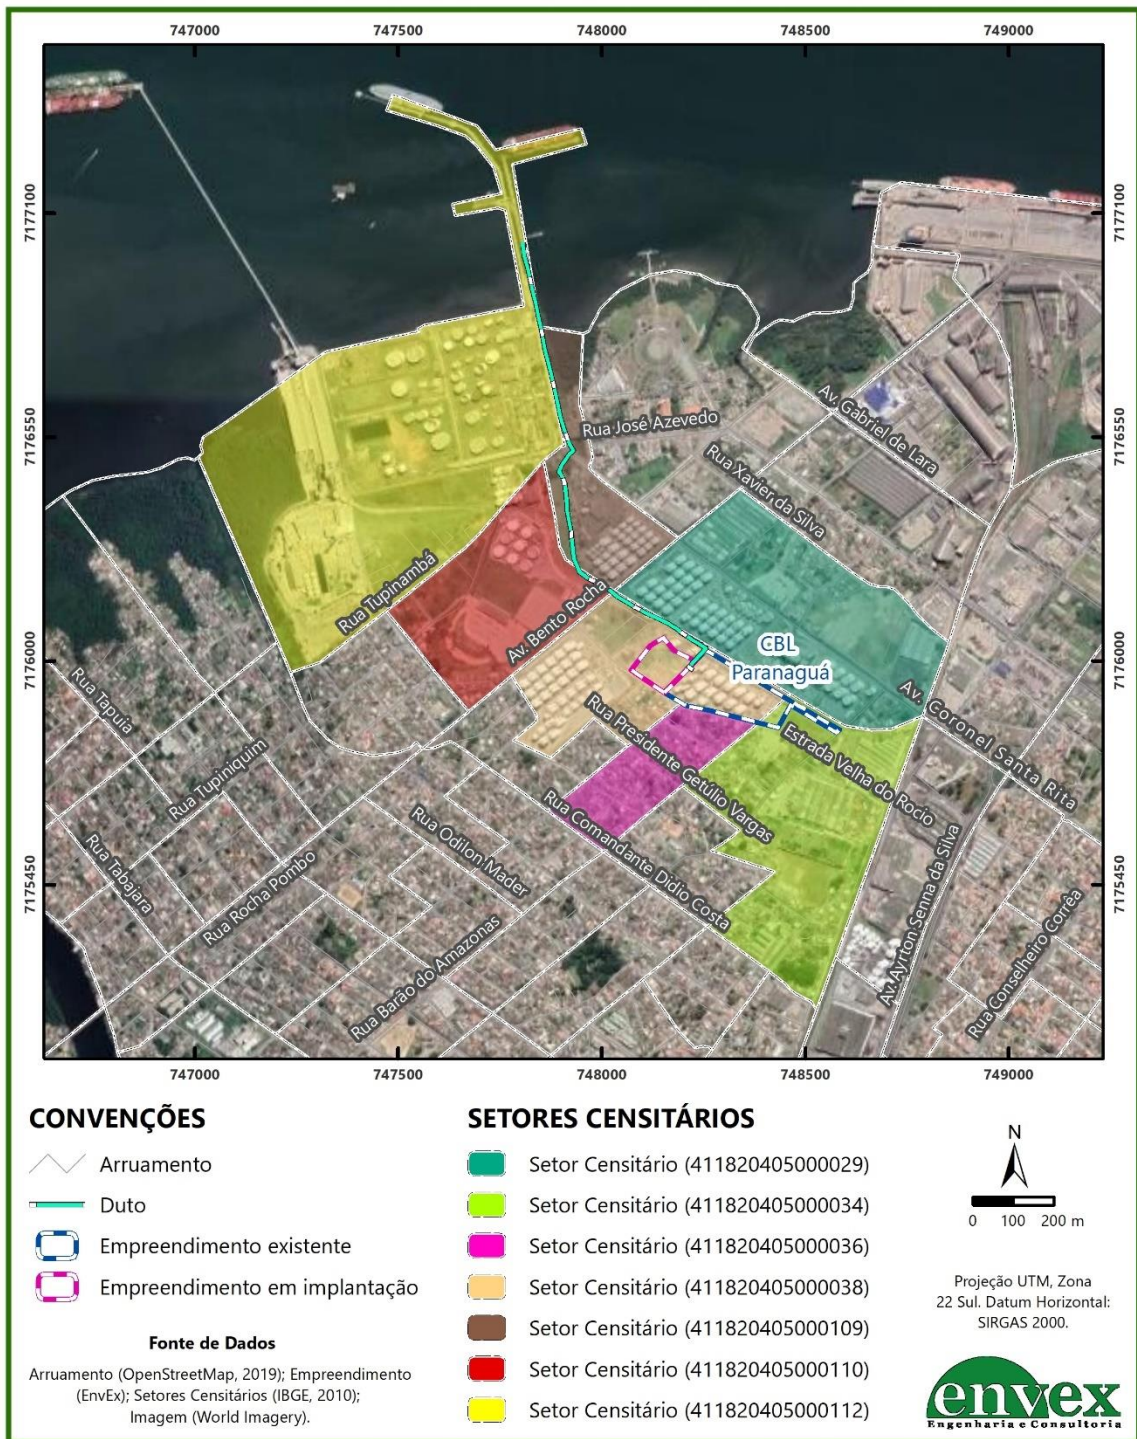 747000 747500 748000 748500 749000
7177100 7177100
Rua José Azevedo
Av. Gabriel de Lara
7176550 7176550
Rua Xavier da Silva
Rua Tupinambá
Av. Bento Rocha
7176000 7176000
CBL
Paranaguá
Rua Tapuia
Av. Coronel Santa Rita
Rua Presidente Getúlio Vargas
Estrada Velha do Rocio
Rua Tupiniquim
Rua Comandante Didio Costa
Rua Odilon Mader
Rua Tabajara
Rua Rocha Pombo
7175450 7175450
Av. Ayrton Senna da Silva
Rua Conselheiro Corrêa
Rua Barão do Amazonas
747000 747500 748000 748500 749000
CONVENÇÕES
Arruamento
Duto
Empreendimento existente
Empreendimento em implantação
Fonte de Dados
Arruamento (OpenStreetMap, 2019); Empreendimento
(EnvEx); Setores Censitários (IBGE, 2010);
Imagem (World Imagery).
SETORES CENSITÁRIOS
Setor Censitário (411820405000029)
Setor Censitário (411820405000034)
Setor Censitário (411820405000036)
Setor Censitário (411820405000038)
Setor Censitário (411820405000109)
Setor Censitário (411820405000110)
Setor Censitário (411820405000112)
N
0 100 200 m
Projeção UTM, Zona
22 Sul. Datum Horizontal:
SIRGAS 2000.
envex
Engenharia e Consultoria